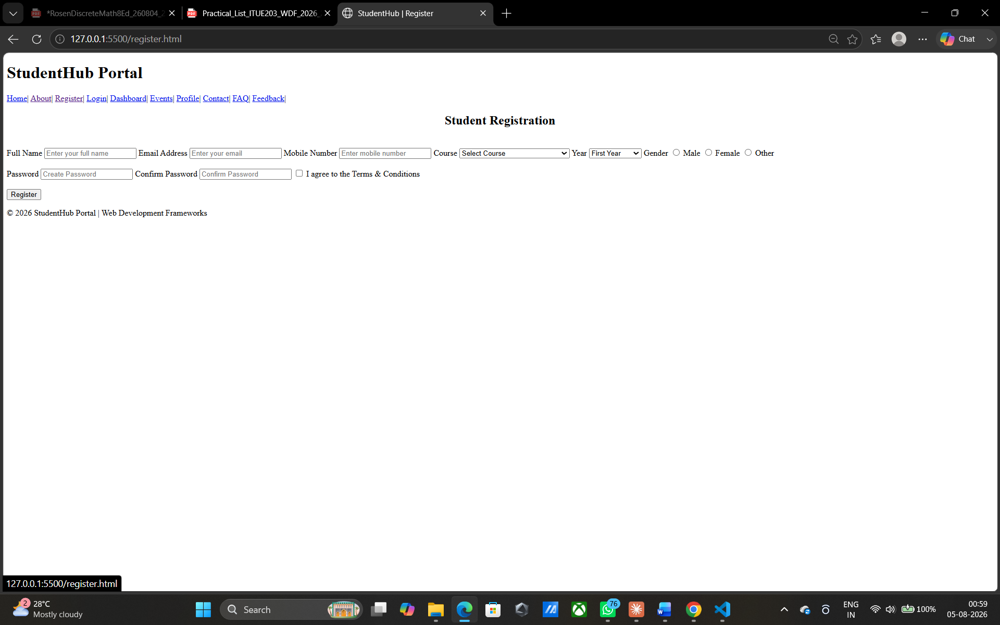 *RosenDiscreteMath8Ed_260804_2
Practical_List_ITUE203_WDF_2026_
StudentHub | Register
127.0.0.1:5500/register.html
Chat
StudentHub Portal
Home| About| Register| Login| Dashboard| Events| Profile| Contact| FAQ| Feedback|
Student Registration
Full Name Enter your full name Email Address Enter your email Mobile Number Enter mobile number Course Select Course Year First Year Gender Male Female Other
Password Create Password Confirm Password Confirm Password I agree to the Terms & Conditions
Register
© 2026 StudentHub Portal | Web Development Frameworks
127.0.0.1:5500/register.html
2
28°C
Mostly cloudy
Search
76
ENG
IN
100%
00:59
05-08-2026